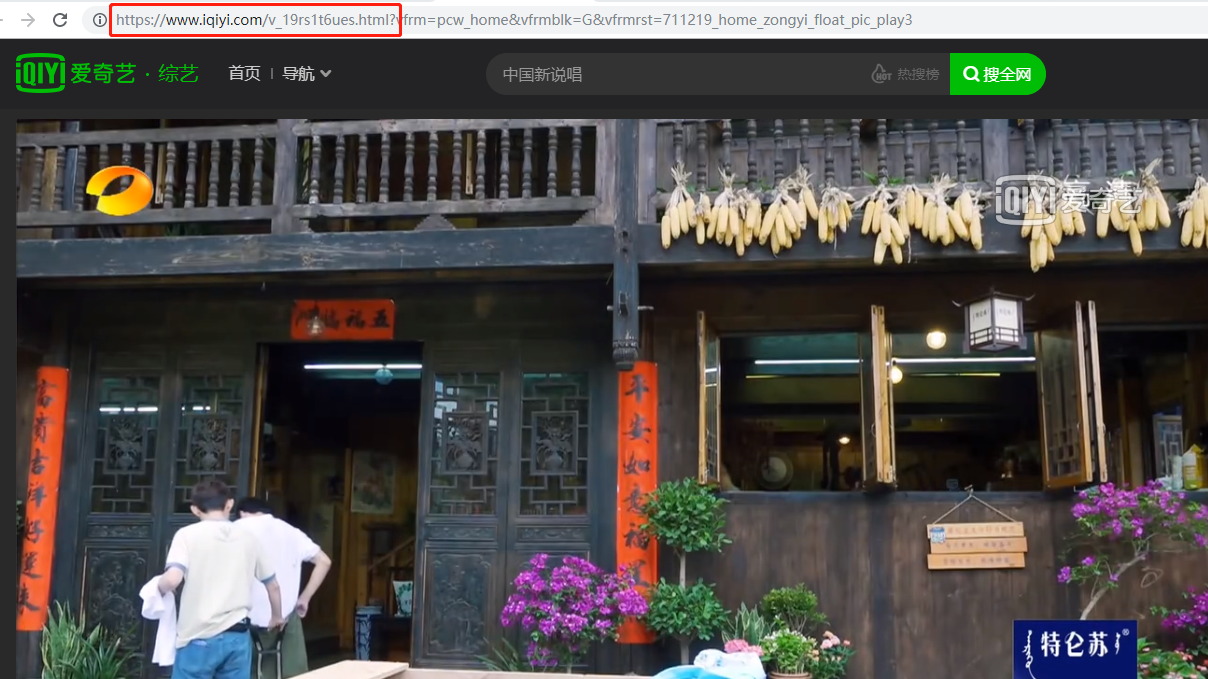 https://www.iqiyi.com/v_19rs1t6ues.html?vfrm=pcw_home&vfrmblk=G&vfrmrst=711219_home_zongyi_float_pic_play3
iQIYI 爱奇艺 · 综艺
首页 | 导航
中国新说唱
HOT 热搜榜
搜全网
iQIYI 爱奇艺
五福临
平安如意福
富贵吉祥好运来
特仑苏®